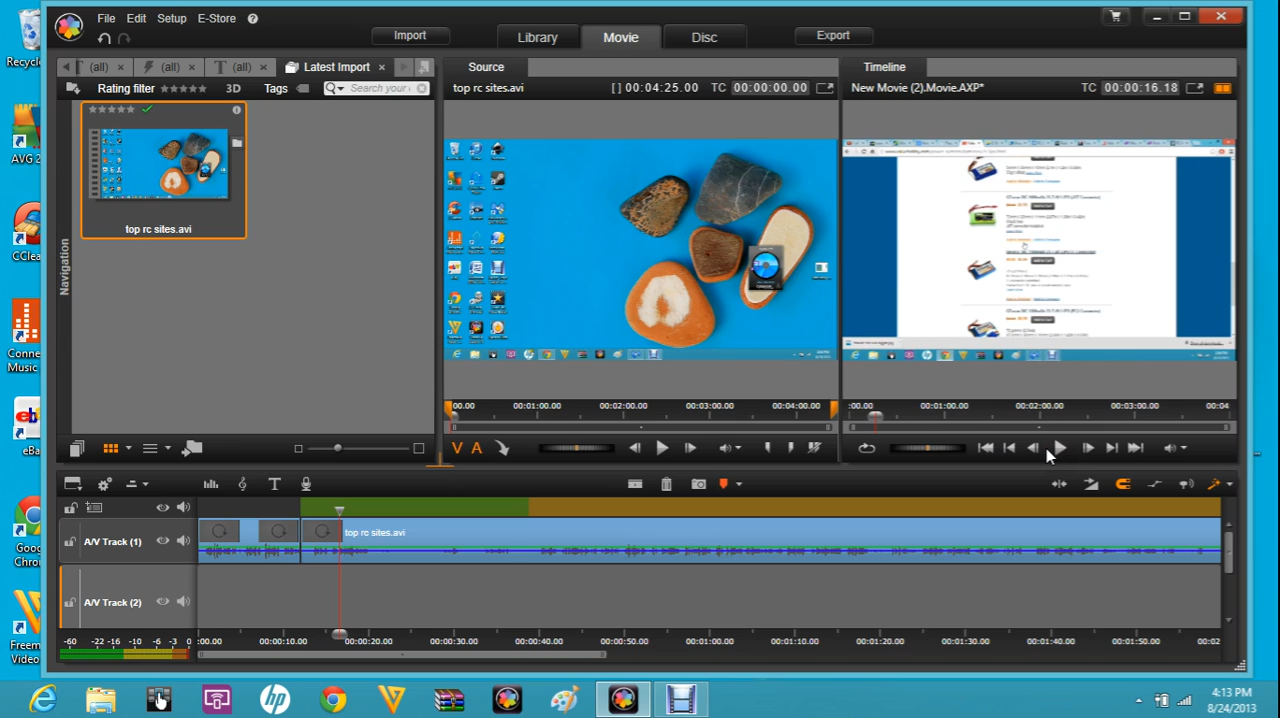 File Edit Setup E-Store ?
Import Library Movie Disc Export
(all) × (all) × T (all) × Latest Import ×
Source
Timeline
Rating filter 3D Tags Search your
top rc sites.avi [ ] 00:04:25.00 TC 00:00:00.00
New Movie (2).Movie.AXP* TC 00:00:16.18
top rc sites.avi
Navigation
00.00 00:01:00.00 00:02:00.00 00:03:00.00 00:04:00.00
:00.00 00:01:00.00 00:02:00.00 00:03:00.00 00:04
V A
A/V Track (1)
top rc sites.avi
A/V Track (2)
-60 -22 -16 -10 -6 -3 0
:00.00 00:00:10.00 00:00:20.00 00:00:30.00 00:00:40.00 00:00:50.00 00:01:00.00 00:01:10.00 00:01:20.00 00:01:30.00 00:01:40.00 00:01:50.00 00:02
Recycle
AVG 2
CCle
Conne
Music
eBa
Goog
Chron
Freem
Video
4:13 PM
8/24/2013